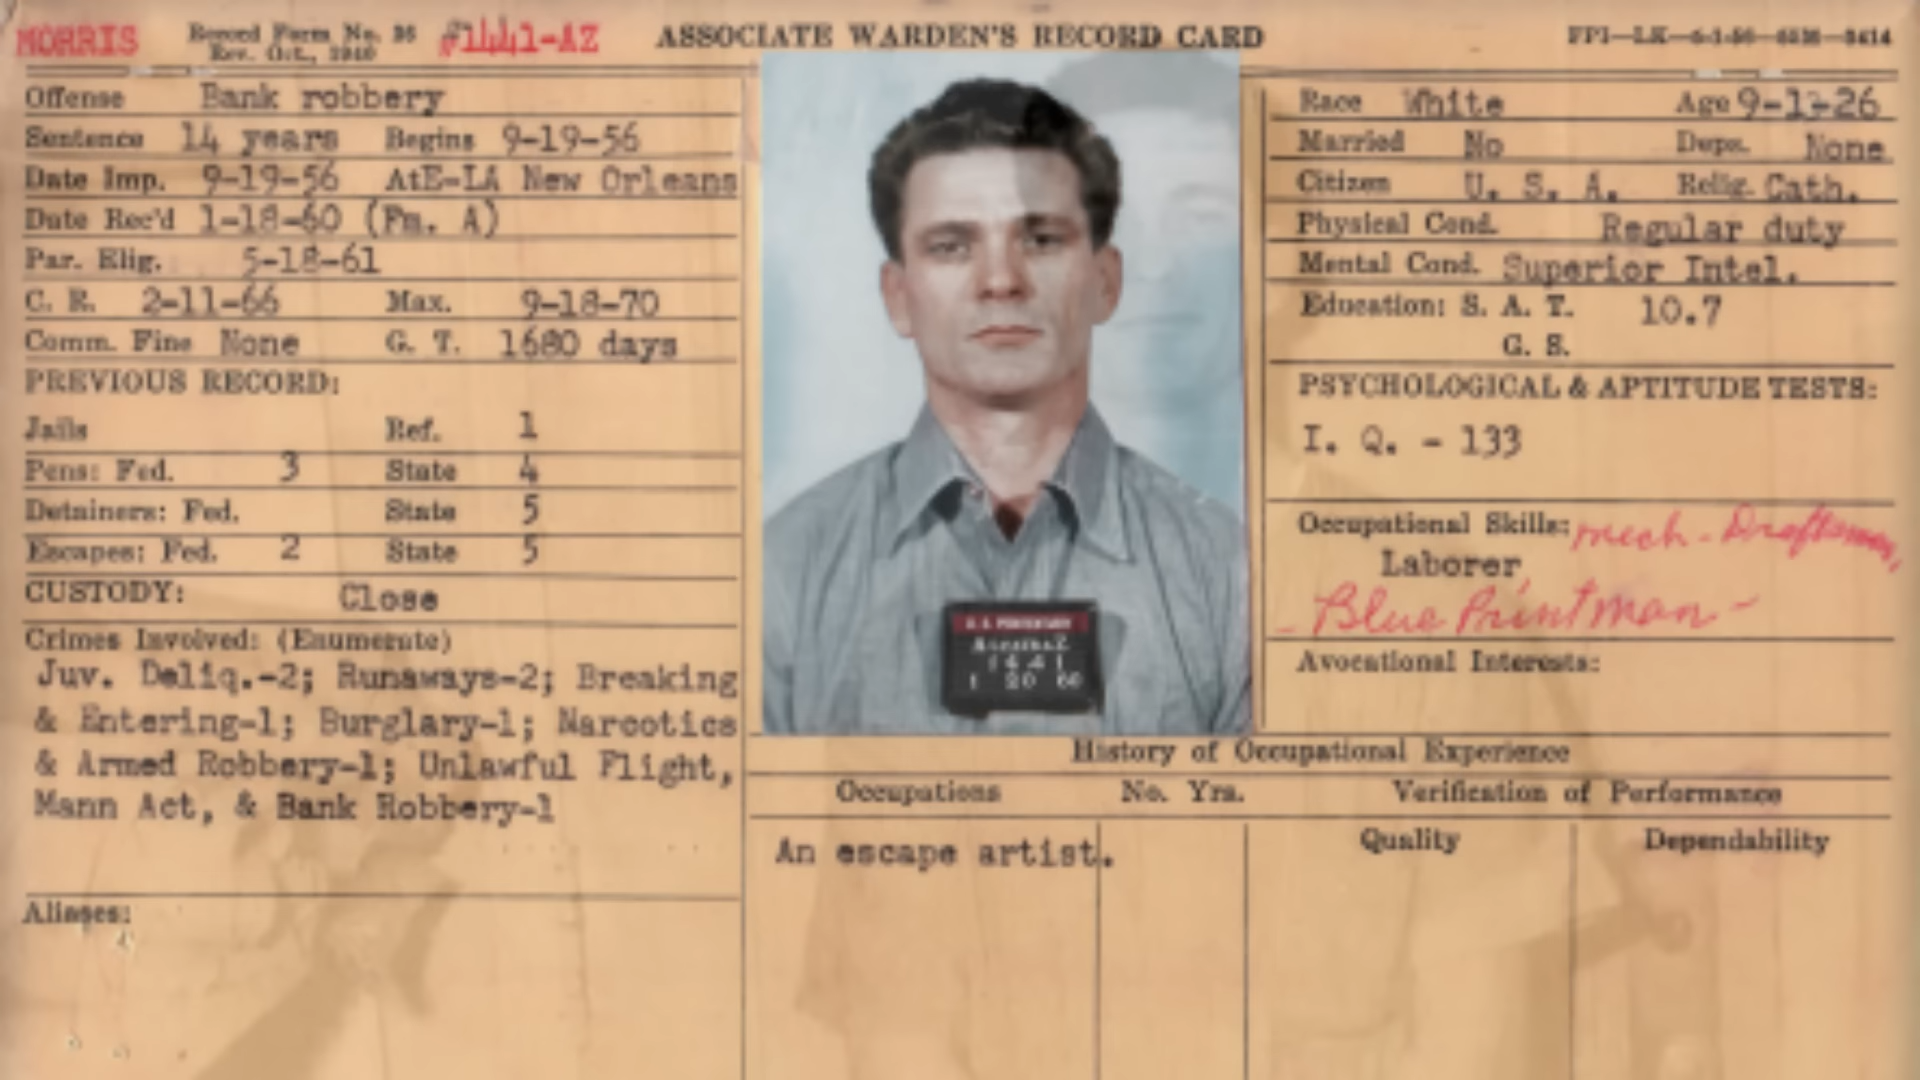 MORRIS Record Form No. 36 #1441-AZ ASSOCIATE WARDEN'S RECORD CARD
Rev. Oct., 1940
Offense Bank robbery
Sentence 14 years Begins 9-19-56
Date Imp. 9-19-56 AtE-LA New Orleans
Date Rec'd 1-18-60 (Fm. A)
Par. Elig. 5-18-61
C. R. 2-11-66 Max. 9-18-70
Comm. Fine None G. T. 1680 days
PREVIOUS RECORD:
Jails Ref. 1
Pens: Fed. 3 State 4
Detainers: Fed. State 5
Escapes: Fed. 2 State 5
CUSTODY: Close
Crimes Involved: (Enumerate)
Juv. Deliq.-2; Runaways-2; Breaking
& Entering-1; Burglary-1; Narcotics
& Armed Robbery-1; Unlawful Flight,
Mann Act, & Bank Robbery-1
Aliases:
U. S. PENITENTIARY
AlcatraZ
1441
1 20 60
Race White Age
Married No Deps. None
Citizen U. S. A. Relig. Cath.
Physical Cond. Regular duty
Mental Cond. Superior Intel.
Education: S. A. T. 10.7
G. S.
PSYCHOLOGICAL & APTITUDE TESTS:
I. Q. - 133
Occupational Skills: mech - Draftsman,
Laborer
- Blue Print man -
Avocational Interests:
History of Occupational Experience
Occupations No. Yrs. Verification of Performance
Quality Dependability
An escape artist.